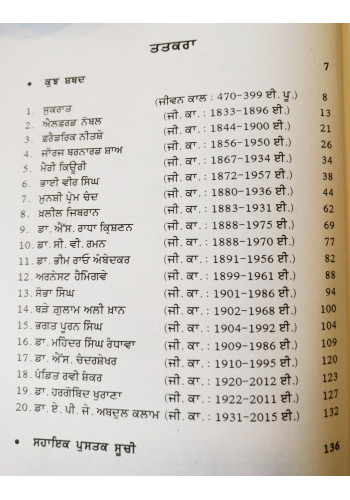 ਤਤਕਰਾ
• ਕੁਝ ਸ਼ਬਦ 7
1. ਸੁਕਰਾਤ (ਜੀਵਨ ਕਾਲ : 470-399 ਈ. ਪੂ.) 8
2. ਐਲਫਰਡ ਨੋਬਲ (ਜੀ. ਕਾ. : 1833-1896 ਈ.) 13
3. ਫ਼ਰੈਡਰਿਕ ਨੀਤਸ਼ੇ (ਜੀ. ਕਾ. : 1844-1900 ਈ.) 21
4. ਜਾੱਰਜ ਬਰਨਾਰਡ ਸ਼ਾਅ (ਜੀ. ਕਾ. : 1856-1950 ਈ.) 26
5. ਮੈਰੀ ਕਿਊਰੀ (ਜੀ. ਕਾ. : 1867-1934 ਈ.) 34
6. ਭਾਈ ਵੀਰ ਸਿੰਘ (ਜੀ. ਕਾ. : 1872-1957 ਈ.) 38
7. ਮੁਨਸ਼ੀ ਪ੍ਰੇਮ ਚੰਦ (ਜੀ. ਕਾ. : 1880-1936 ਈ.) 44
8. ਖ਼ਲੀਲ ਜਿਬਰਾਨ (ਜੀ. ਕਾ. : 1883-1931 ਈ.) 62
9. ਡਾ. ਐੱਸ. ਰਾਧਾ ਕ੍ਰਿਸ਼ਣਨ (ਜੀ. ਕਾ. : 1888-1975 ਈ.) 69
10. ਡਾ. ਸੀ. ਵੀ. ਰਮਨ (ਜੀ. ਕਾ. : 1888-1970 ਈ.) 77
11. ਡਾ. ਭੀਮ ਰਾਓ ਅੰਬੇਦਕਰ (ਜੀ. ਕਾ. : 1891-1956 ਈ.) 82
12. ਅਰਨੈਸਟ ਹੈਮਿੰਗਵੇ (ਜੀ. ਕਾ. : 1899-1961 ਈ.) 88
13. ਸੋਭਾ ਸਿੰਘ (ਜੀ. ਕਾ. : 1901-1986 ਈ.) 94
14. ਬੜੇ ਗ਼ੁਲਾਮ ਅਲੀ ਖ਼ਾਨ (ਜੀ. ਕਾ. : 1902-1968 ਈ.) 100
15. ਭਗਤ ਪੂਰਨ ਸਿੰਘ (ਜੀ. ਕਾ. : 1904-1992 ਈ.) 104
16. ਡਾ. ਮਹਿੰਦਰ ਸਿੰਘ ਰੰਧਾਵਾ (ਜੀ. ਕਾ. : 1909-1986 ਈ.) 109
17. ਡਾ. ਐੱਸ. ਚੰਦਰਸ਼ੇਖਰ (ਜੀ. ਕਾ. : 1910-1995 ਈ.) 120
18. ਪੰਡਿਤ ਰਵੀ ਸ਼ੰਕਰ (ਜੀ. ਕਾ. : 1920-2012 ਈ.) 123
19. ਡਾ. ਹਰਗੋਬਿੰਦ ਖੁਰਾਣਾ (ਜੀ. ਕਾ. : 1922-2011 ਈ.) 127
20. ਡਾ. ਏ. ਪੀ. ਜੇ. ਅਬਦੁਲ ਕਲਾਮ (ਜੀ. ਕਾ. : 1931-2015 ਈ.) 132
• ਸਹਾਇਕ ਪੁਸਤਕ ਸੂਚੀ 136